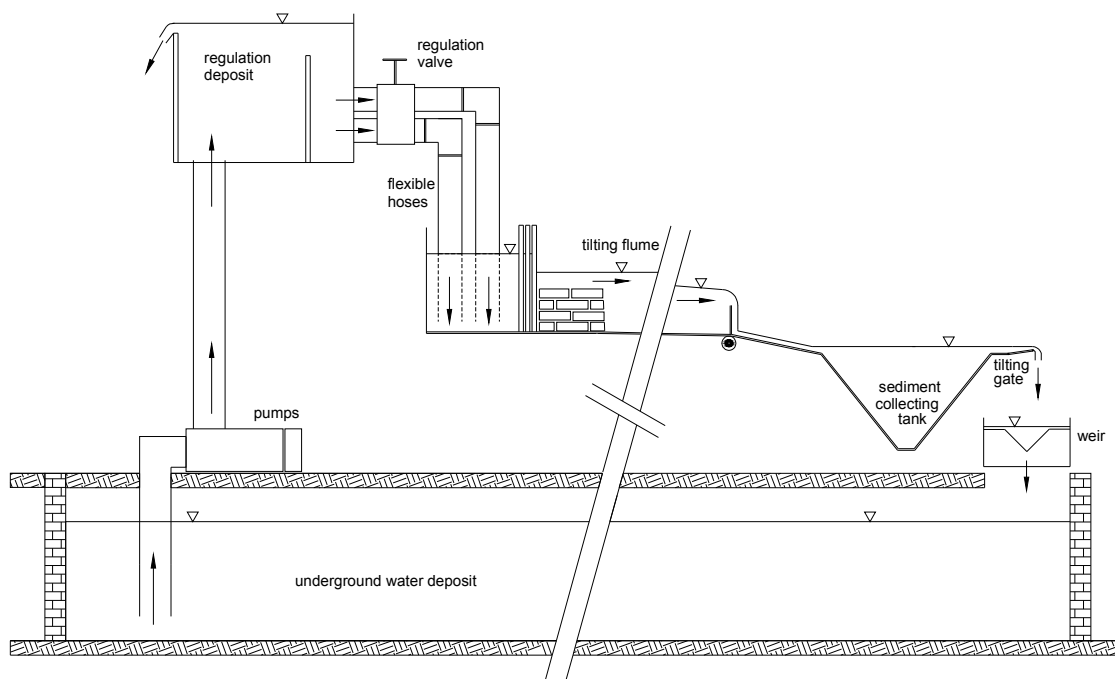 regulation
deposit
regulation
valve
flexible
hoses
tilting flume
tilting
gate
sediment
collecting
tank
pumps
weir
underground water deposit